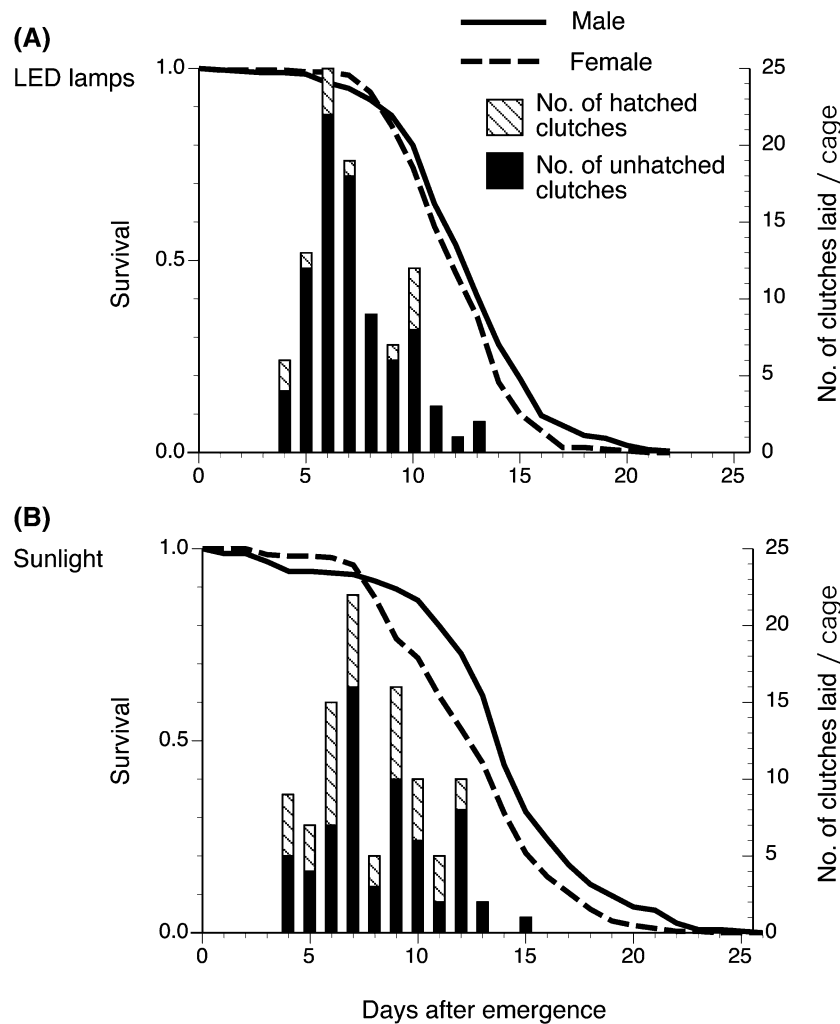 (A)
LED lamps
Male
Female
No. of hatched
clutches
No. of unhatched
clutches
1.0
0.5
0.0
Survival
25
20
15
10
5
0
No. of clutches laid / cage
0
5
10
15
20
25
(B)
Sunlight
1.0
0.5
0.0
Survival
25
20
15
10
5
0
No. of clutches laid / cage
0
5
10
15
20
25
Days after emergence